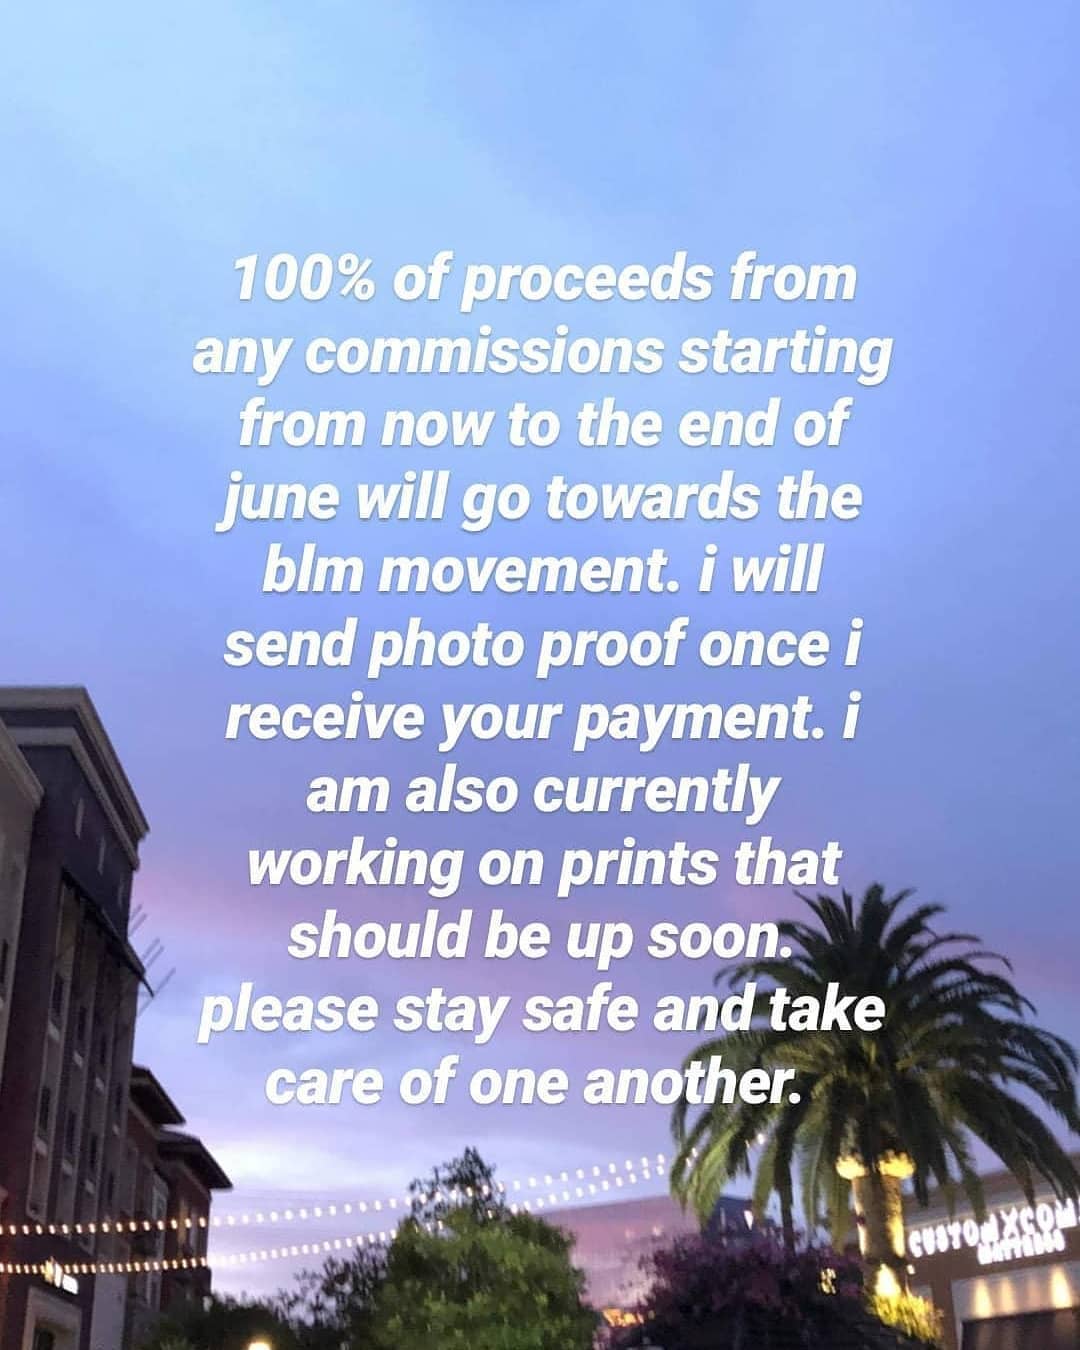 100% of proceeds from
any commissions starting
from now to the end of
june will go towards the
blm movement. i will
send photo proof once i
receive your payment. i
am also currently
working on prints that
should be up soon.
please stay safe and take
care of one another.
CUSTOM COM
MATTRESS